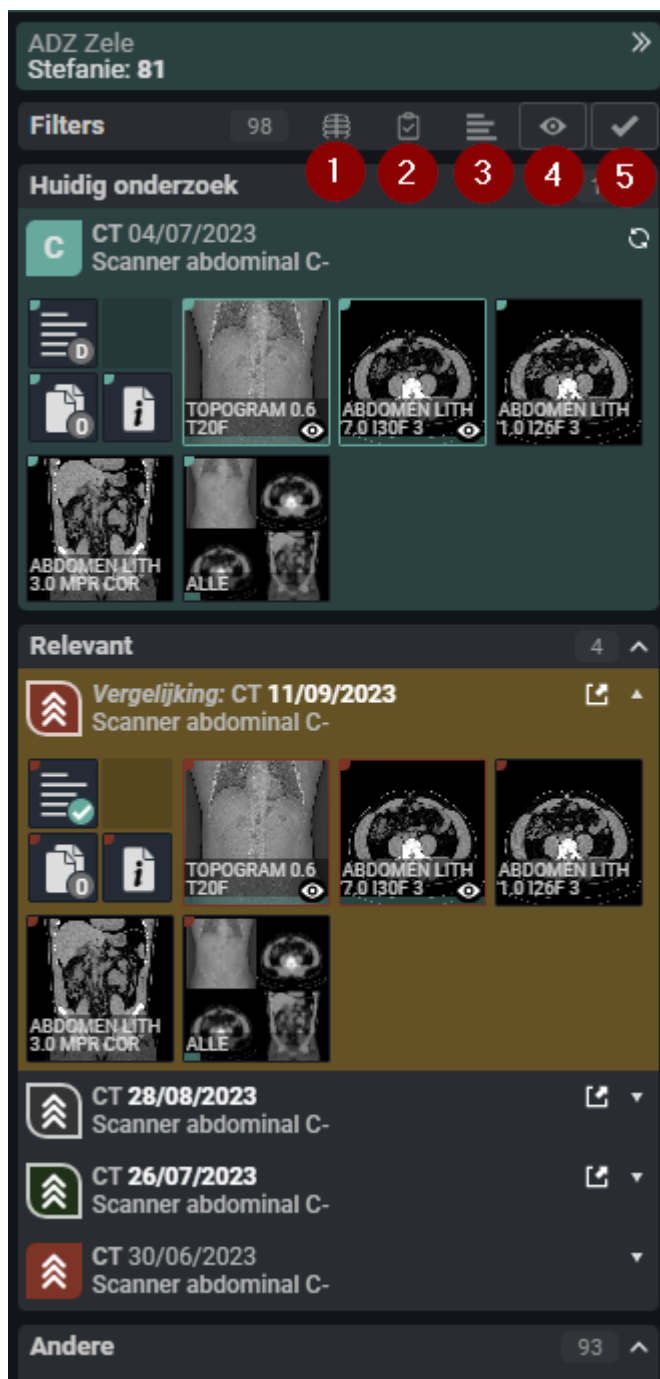 ADZ Zele
Stefanie: 81
Filters 98
1 2 3 4 5
Huidig onderzoek
C CT 04/07/2023
Scanner abdominal C-
D
0 i
TOPOGRAM 0.6
T20F
ABDOMEN LITH
7.0 I30F 3
ABDOMEN LITH
1.0 I26F 3
ABDOMEN LITH
3.0 MPR COR
ALLE
Relevant 4
Vergelijking: CT 11/09/2023
Scanner abdominal C-
0 i
TOPOGRAM 0.6
T20F
ABDOMEN LITH
7.0 I30F 3
ABDOMEN LITH
1.0 I26F 3
ABDOMEN LITH
3.0 MPR COR
ALLE
CT 28/08/2023
Scanner abdominal C-
CT 26/07/2023
Scanner abdominal C-
CT 30/06/2023
Scanner abdominal C-
Andere 93